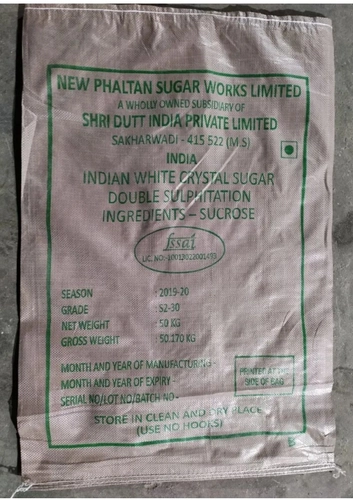 NEW PHALTAN SUGAR WORKS LIMITED
A WHOLLY OWNED SUBSIDIARY OF
SHRI DUTT INDIA PRIVATE LIMITED
SAKHARWADI - 415 522 (M.S)
INDIA
INDIAN WHITE CRYSTAL SUGAR
DOUBLE SULPHITATION
INGREDIENTS - SUCROSE
fssai
LIC. NO:
SEASON : 2019-20
GRADE : S2-30
NET WEIGHT : 50 KG
GROSS WEIGHT : 50.170 KG
MONTH AND YEAR OF MANUFACTURING -
MONTH AND YEAR OF EXPIRY -
SERIAL NO/LOT NO/BATCH NO -
PRINTED AT THE
SIDE OF BAG
STORE IN CLEAN AND DRY PLACE
(USE NO HOOKS)